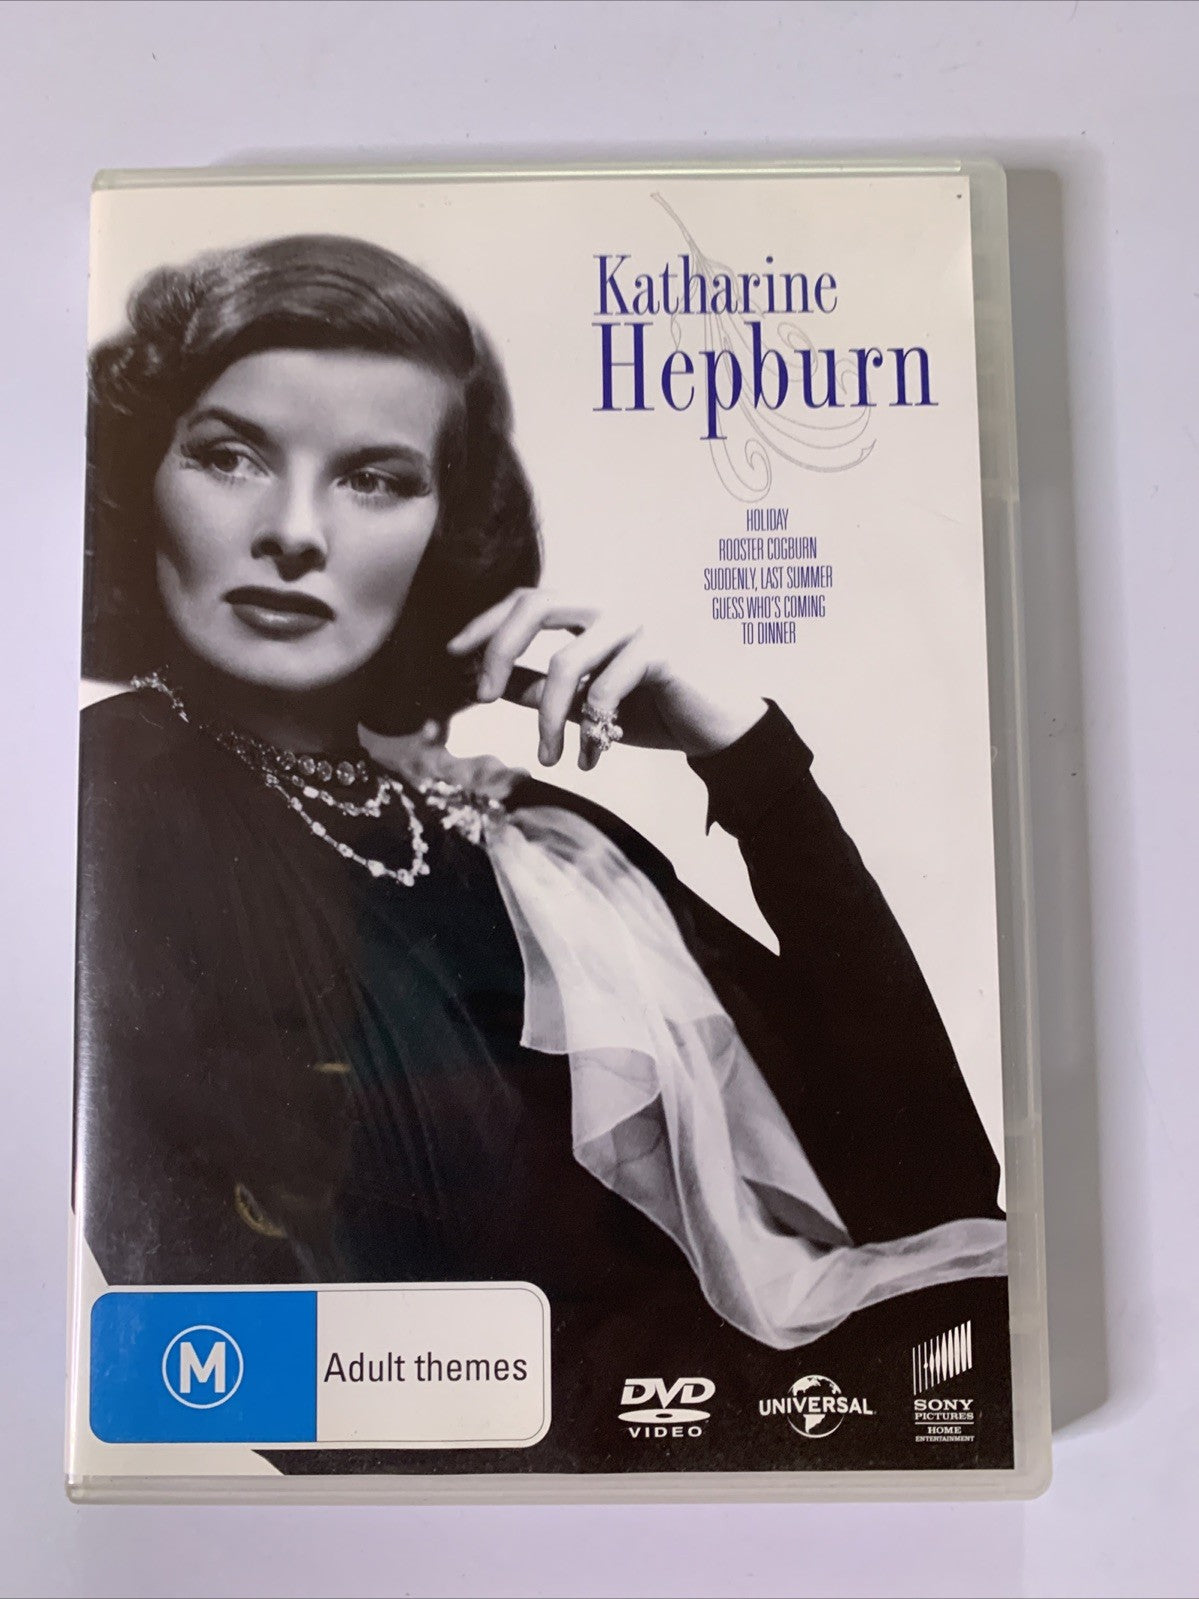 Katharine
Hepburn
HOLIDAY
ROOSTER COGBURN
SUDDENLY, LAST SUMMER
GUESS WHO'S COMING
TO DINNER
M
Adult themes
DVD
VIDEO
UNIVERSAL
SONY
PICTURES
HOME
ENTERTAINMENT